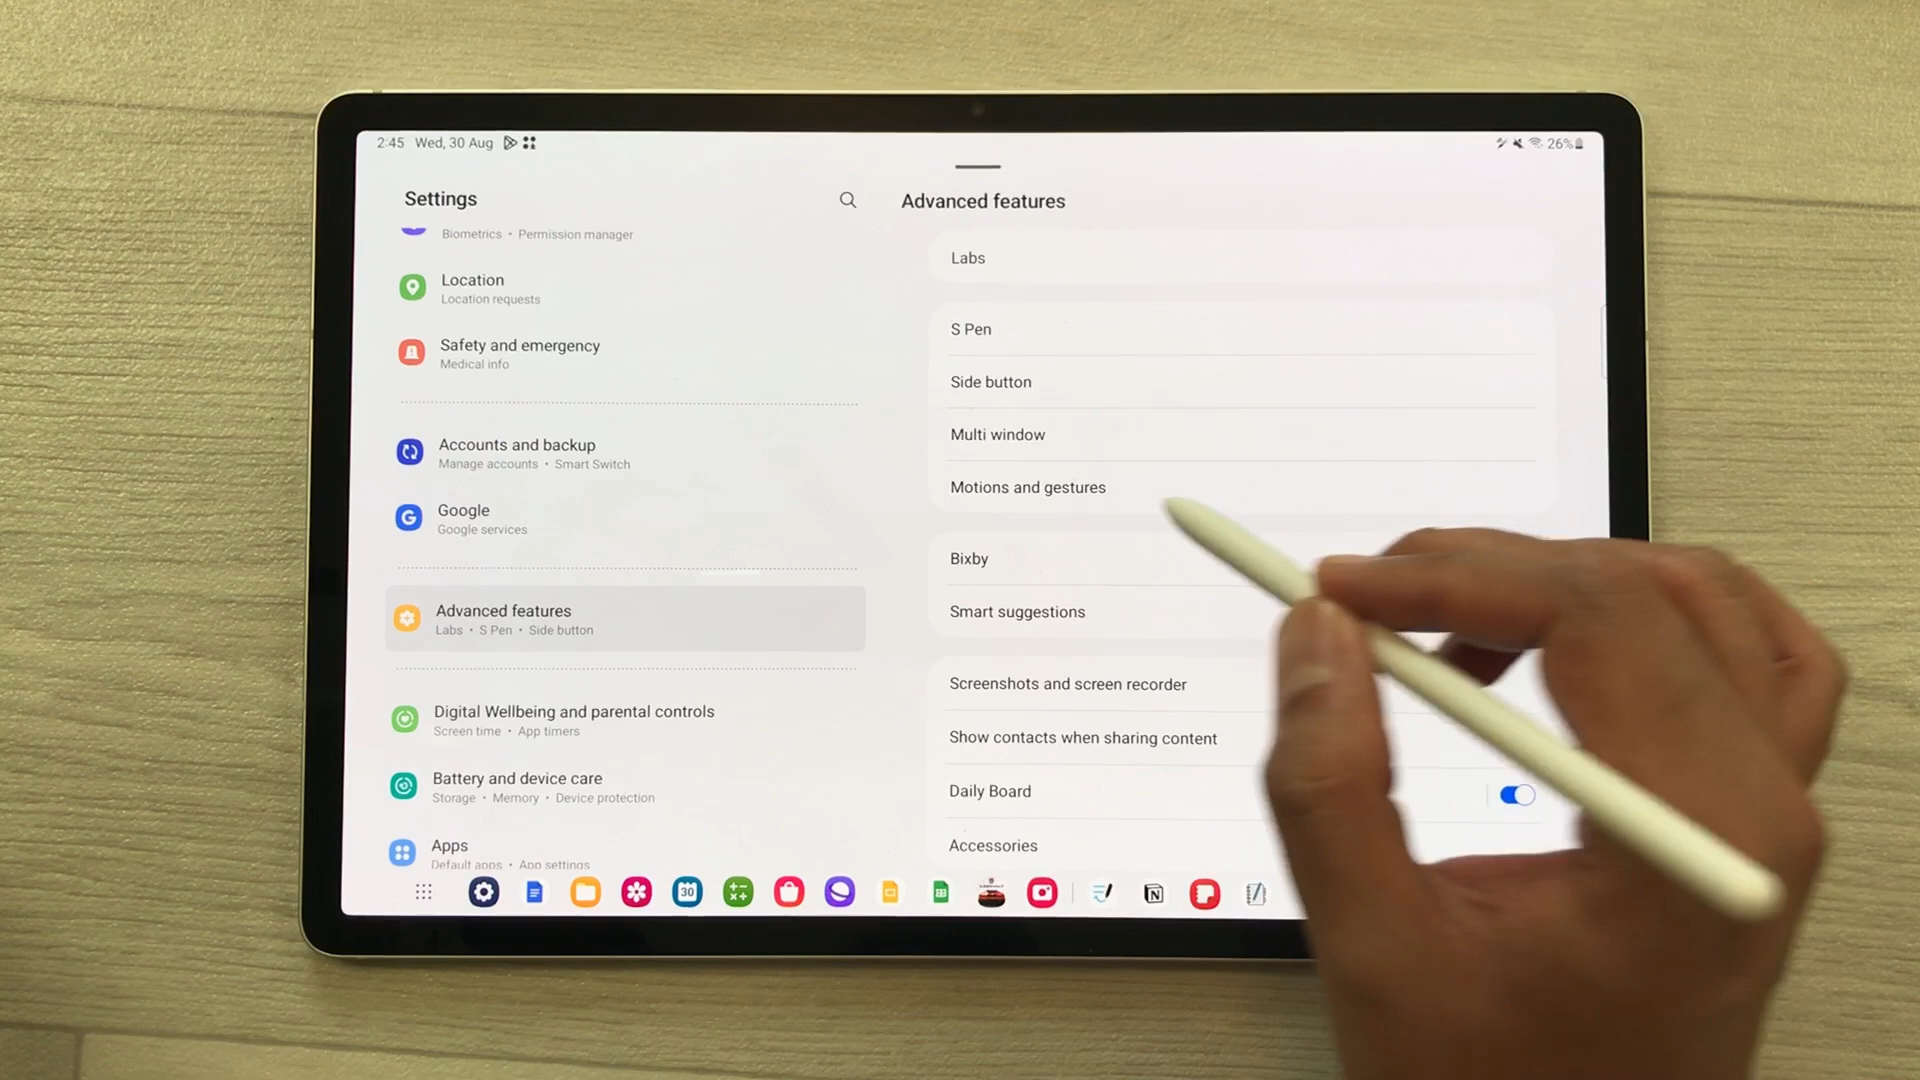 2:45 Wed, 30 Aug
26%
Settings
Biometrics • Permission manager
Location
Location requests
Safety and emergency
Medical info
Accounts and backup
Manage accounts • Smart Switch
Google
Google services
Advanced features
Labs • S Pen • Side button
Digital Wellbeing and parental controls
Screen time • App timers
Battery and device care
Storage • Memory • Device protection
Apps
Default apps • App settings
Advanced features
Labs
S Pen
Side button
Multi window
Motions and gestures
Bixby
Smart suggestions
Screenshots and screen recorder
Show contacts when sharing content
Daily Board
Accessories
30